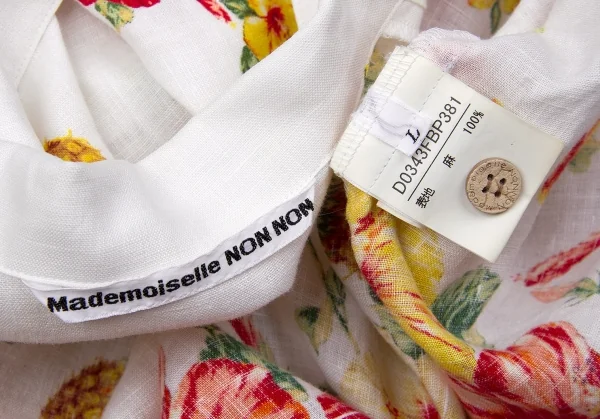 Mademoiselle NON NON
L
D0343FBP381
表地 麻 100%